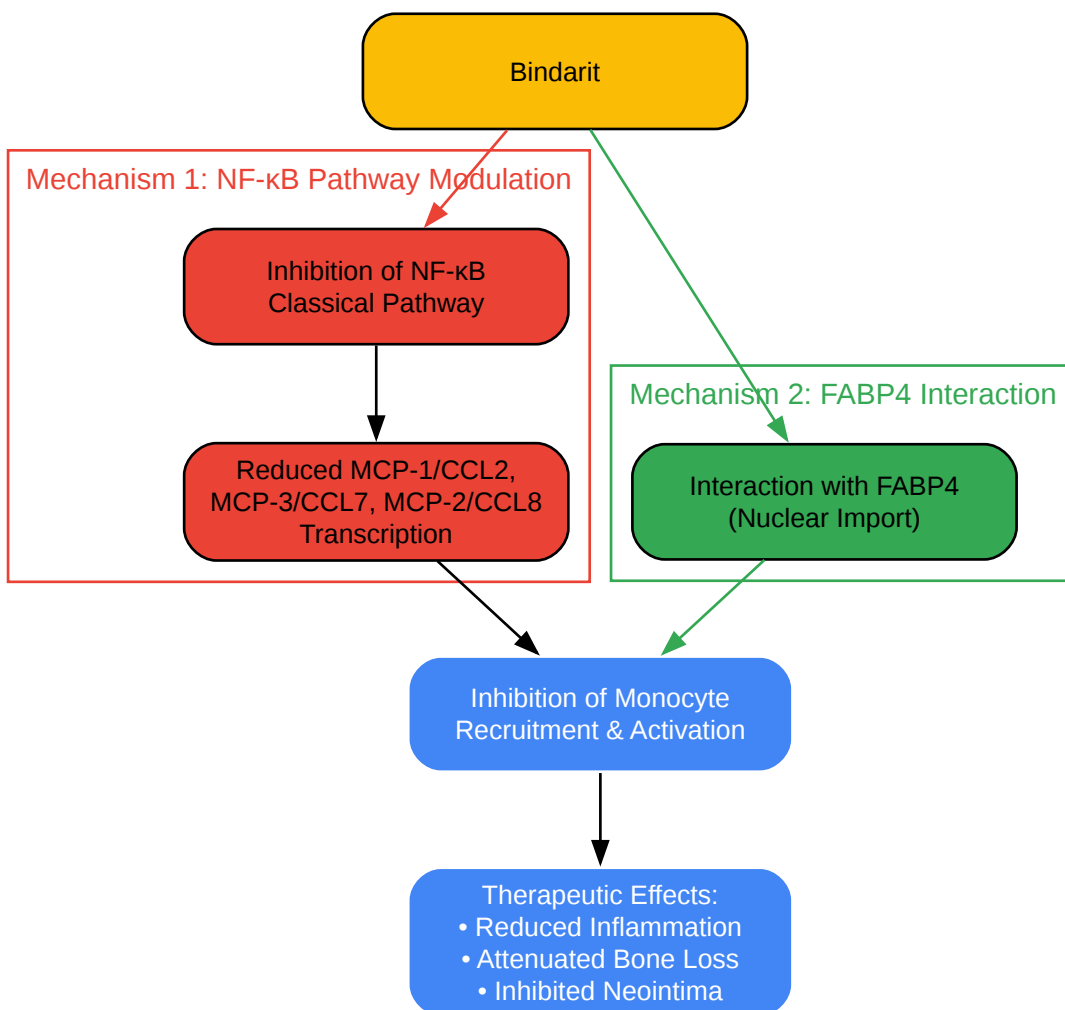 Bindarit
Mechanism 1: NF-κB Pathway Modulation
Inhibition of NF-κB
Classical Pathway
Reduced MCP-1/CCL2,
MCP-3/CCL7, MCP-2/CCL8
Transcription
Mechanism 2: FABP4 Interaction
Interaction with FABP4
(Nuclear Import)
Inhibition of Monocyte
Recruitment & Activation
Therapeutic Effects:
• Reduced Inflammation
• Attenuated Bone Loss
• Inhibited Neointima